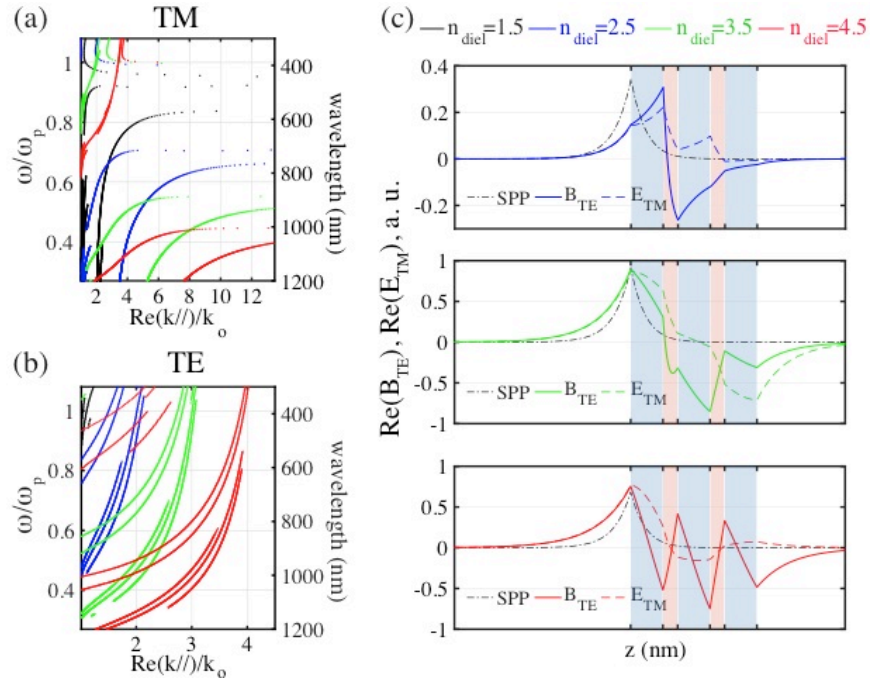 (a)
TM
ω/ω_p
1
0.8
0.6
0.4
2 4 6 8 10 12
Re(k//)/k_o
400
600
800
1000
1200
wavelength (nm)
(b)
TE
ω/ω_p
1
0.8
0.6
0.4
2 3 4
Re(k//)/k_o
400
600
800
1000
1200
wavelength (nm)
(c)
n_diel=1.5 n_diel=2.5 n_diel=3.5 n_diel=4.5
Re(B_TE), Re(E_TM), a. u.
0.4
0.2
0
-0.2
SPP B_TE E_TM
1
0.5
0
-0.5
-1
SPP B_TE E_TM
1
0.5
0
-0.5
-1
SPP B_TE E_TM
z (nm)